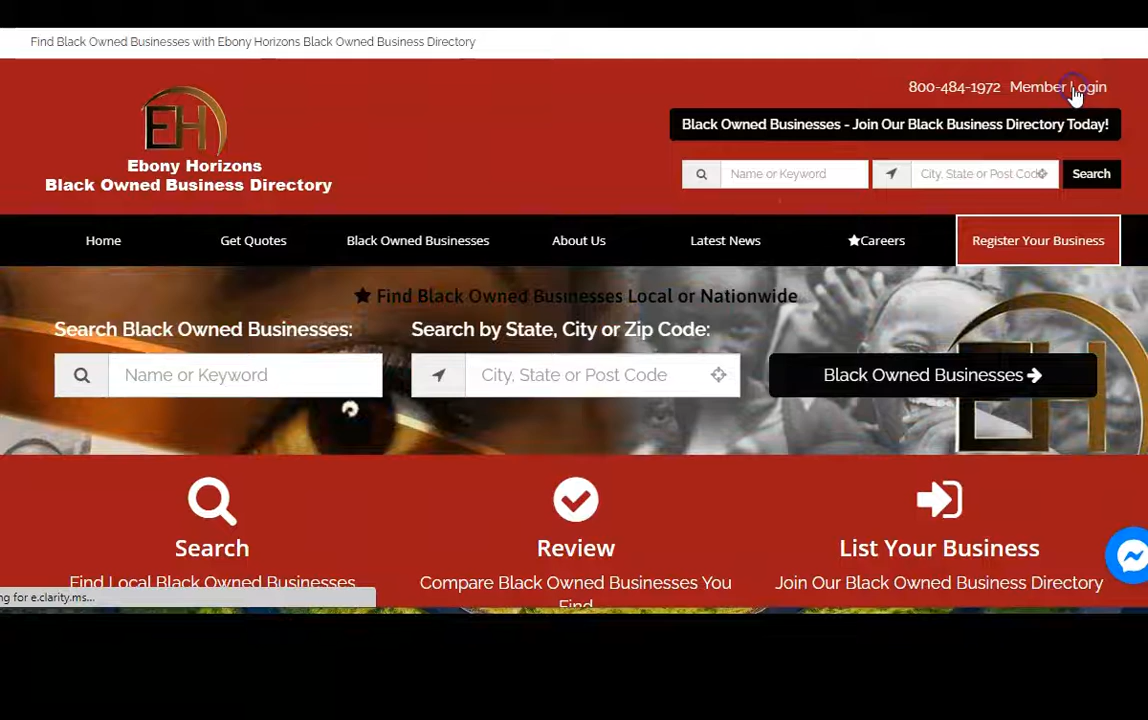 Find Black Owned Businesses with Ebony Horizons Black Owned Business Directory
800-484-1972 Member Login
EH
Ebony Horizons
Black Owned Business Directory
Black Owned Businesses - Join Our Black Business Directory Today!
Name or Keyword City, State or Post Code Search
Home Get Quotes Black Owned Businesses About Us Latest News Careers Register Your Business
Find Black Owned Businesses Local or Nationwide
Search Black Owned Businesses: Search by State, City or Zip Code:
Name or Keyword City, State or Post Code Black Owned Businesses
EH
Search Review List Your Business
Find Local Black Owned Businesses Compare Black Owned Businesses You Join Our Black Owned Business Directory
Find
ng for e.clarity.ms...